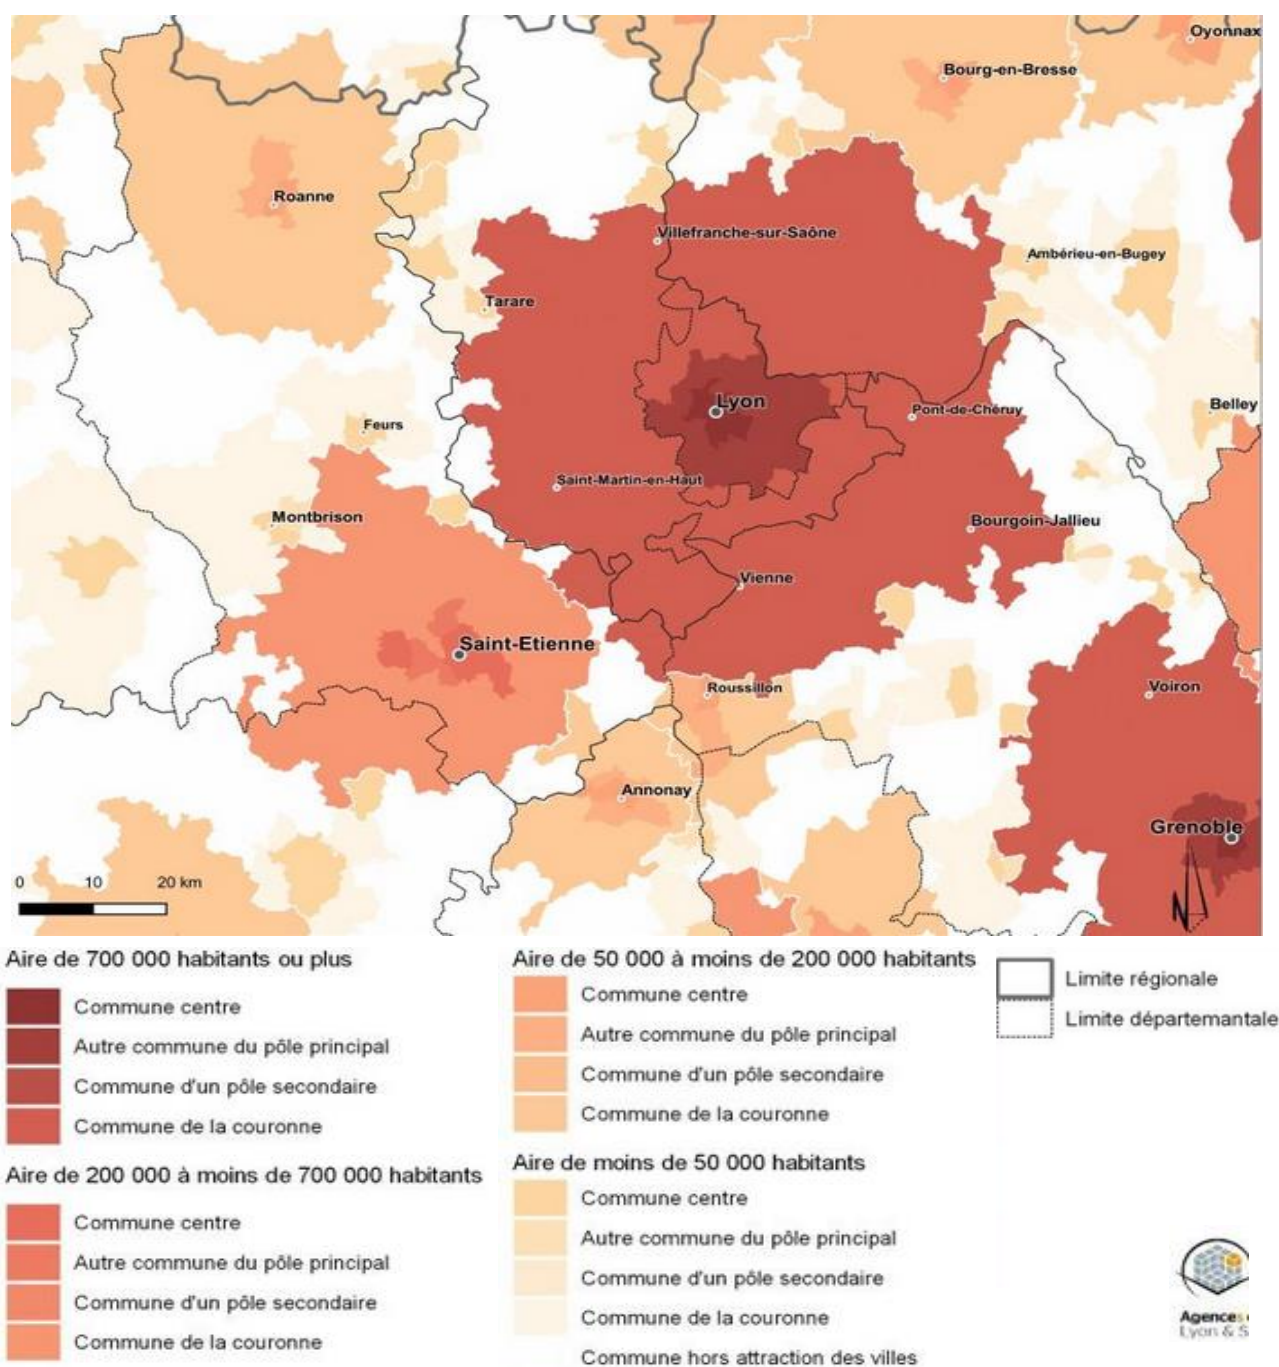 Oyonnax
Bourg-en-Bresse
Roanne
Villefranche-sur-Saône
Ambérieu-en-Bugey
Tarare
Lyon
Pont-de-Chéruy
Belley
Feurs
Saint-Martin-en-Haut
Montbrison
Bourgoin-Jallieu
Vienne
Saint-Etienne
Roussillon
Voiron
Annonay
Grenoble
0 10 20 km
N
Aire de 700 000 habitants ou plus
Commune centre
Autre commune du pôle principal
Commune d'un pôle secondaire
Commune de la couronne
Aire de 200 000 à moins de 700 000 habitants
Commune centre
Autre commune du pôle principal
Commune d'un pôle secondaire
Commune de la couronne
Aire de 50 000 à moins de 200 000 habitants
Commune centre
Autre commune du pôle principal
Commune d'un pôle secondaire
Commune de la couronne
Aire de moins de 50 000 habitants
Commune centre
Autre commune du pôle principal
Commune d'un pôle secondaire
Commune de la couronne
Commune hors attraction des villes
Limite régionale
Limite départemantale
Agences
Lyon & S